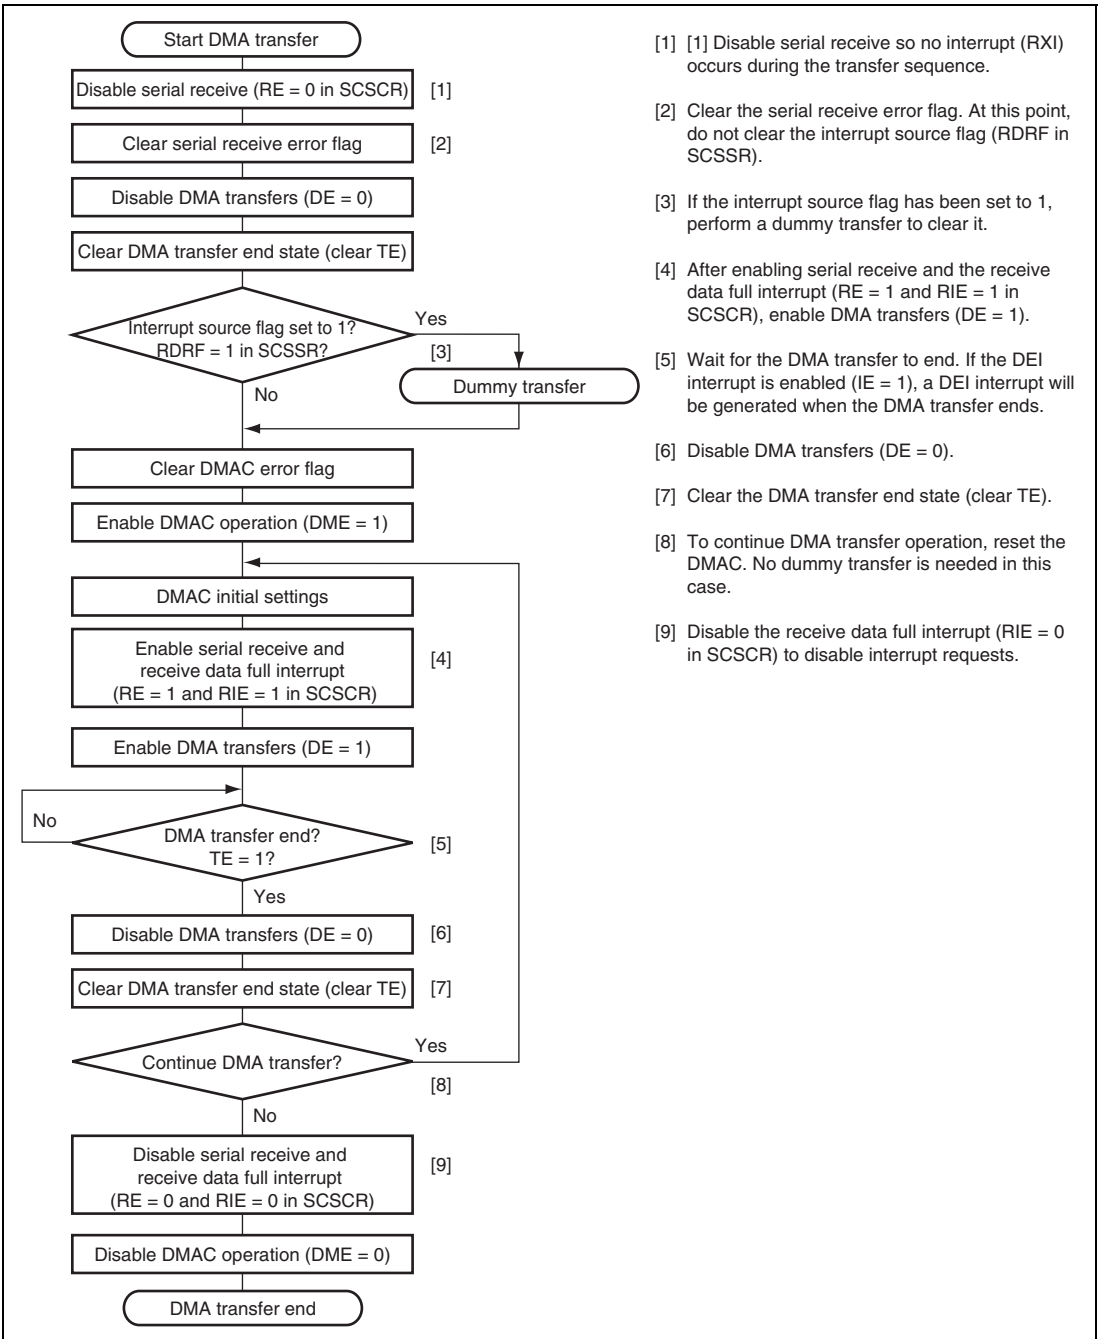 Start DMA transfer
Disable serial receive (RE = 0 in SCSCR) [1]
Clear serial receive error flag [2]
Disable DMA transfers (DE = 0)
Clear DMA transfer end state (clear TE)
Interrupt source flag set to 1?
RDRF = 1 in SCSSR?
Yes
[3]
Dummy transfer
No
Clear DMAC error flag
Enable DMAC operation (DME = 1)
DMAC initial settings
Enable serial receive and
receive data full interrupt [4]
(RE = 1 and RIE = 1 in SCSCR)
Enable DMA transfers (DE = 1)
No
DMA transfer end?
TE = 1?
[5]
Yes
Disable DMA transfers (DE = 0) [6]
Clear DMA transfer end state (clear TE) [7]
Continue DMA transfer?
Yes
[8]
No
Disable serial receive and
receive data full interrupt [9]
(RE = 0 and RIE = 0 in SCSCR)
Disable DMAC operation (DME = 0)
DMA transfer end
[1] [1] Disable serial receive so no interrupt (RXI)
occurs during the transfer sequence.
[2] Clear the serial receive error flag. At this point,
do not clear the interrupt source flag (RDRF in
SCSSR).
[3] If the interrupt source flag has been set to 1,
perform a dummy transfer to clear it.
[4] After enabling serial receive and the receive
data full interrupt (RE = 1 and RIE = 1 in
SCSCR), enable DMA transfers (DE = 1).
[5] Wait for the DMA transfer to end. If the DEI
interrupt is enabled (IE = 1), a DEI interrupt will
be generated when the DMA transfer ends.
[6] Disable DMA transfers (DE = 0).
[7] Clear the DMA transfer end state (clear TE).
[8] To continue DMA transfer operation, reset the
DMAC. No dummy transfer is needed in this
case.
[9] Disable the receive data full interrupt (RIE = 0
in SCSCR) to disable interrupt requests.